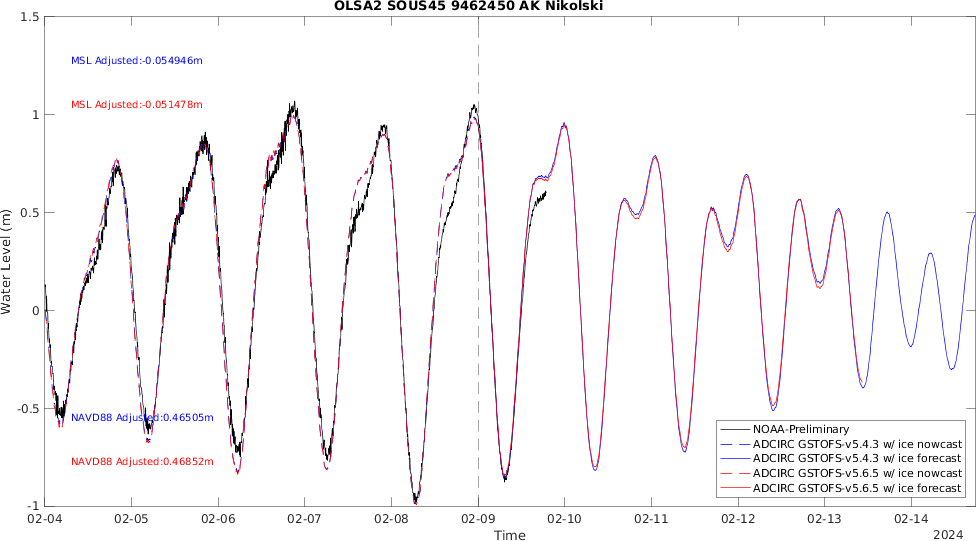 OLSA2 SOUS45 9462450 AK Nikolski
1.5
MSL Adjusted:-0.054946m
MSL Adjusted:-0.051478m
1
0.5
Water Level (m)
0
-0.5
NAVD88 Adjusted:0.46505m
NAVD88 Adjusted:0.46852m
-1
NOAA-Preliminary
ADCIRC GSTOFS-v5.4.3 w/ ice nowcast
ADCIRC GSTOFS-v5.4.3 w/ ice forecast
ADCIRC GSTOFS-v5.6.5 w/ ice nowcast
ADCIRC GSTOFS-v5.6.5 w/ ice forecast
02-04 02-05 02-06 02-07 02-08 02-09 02-10 02-11 02-12 02-13 02-14
Time
2024